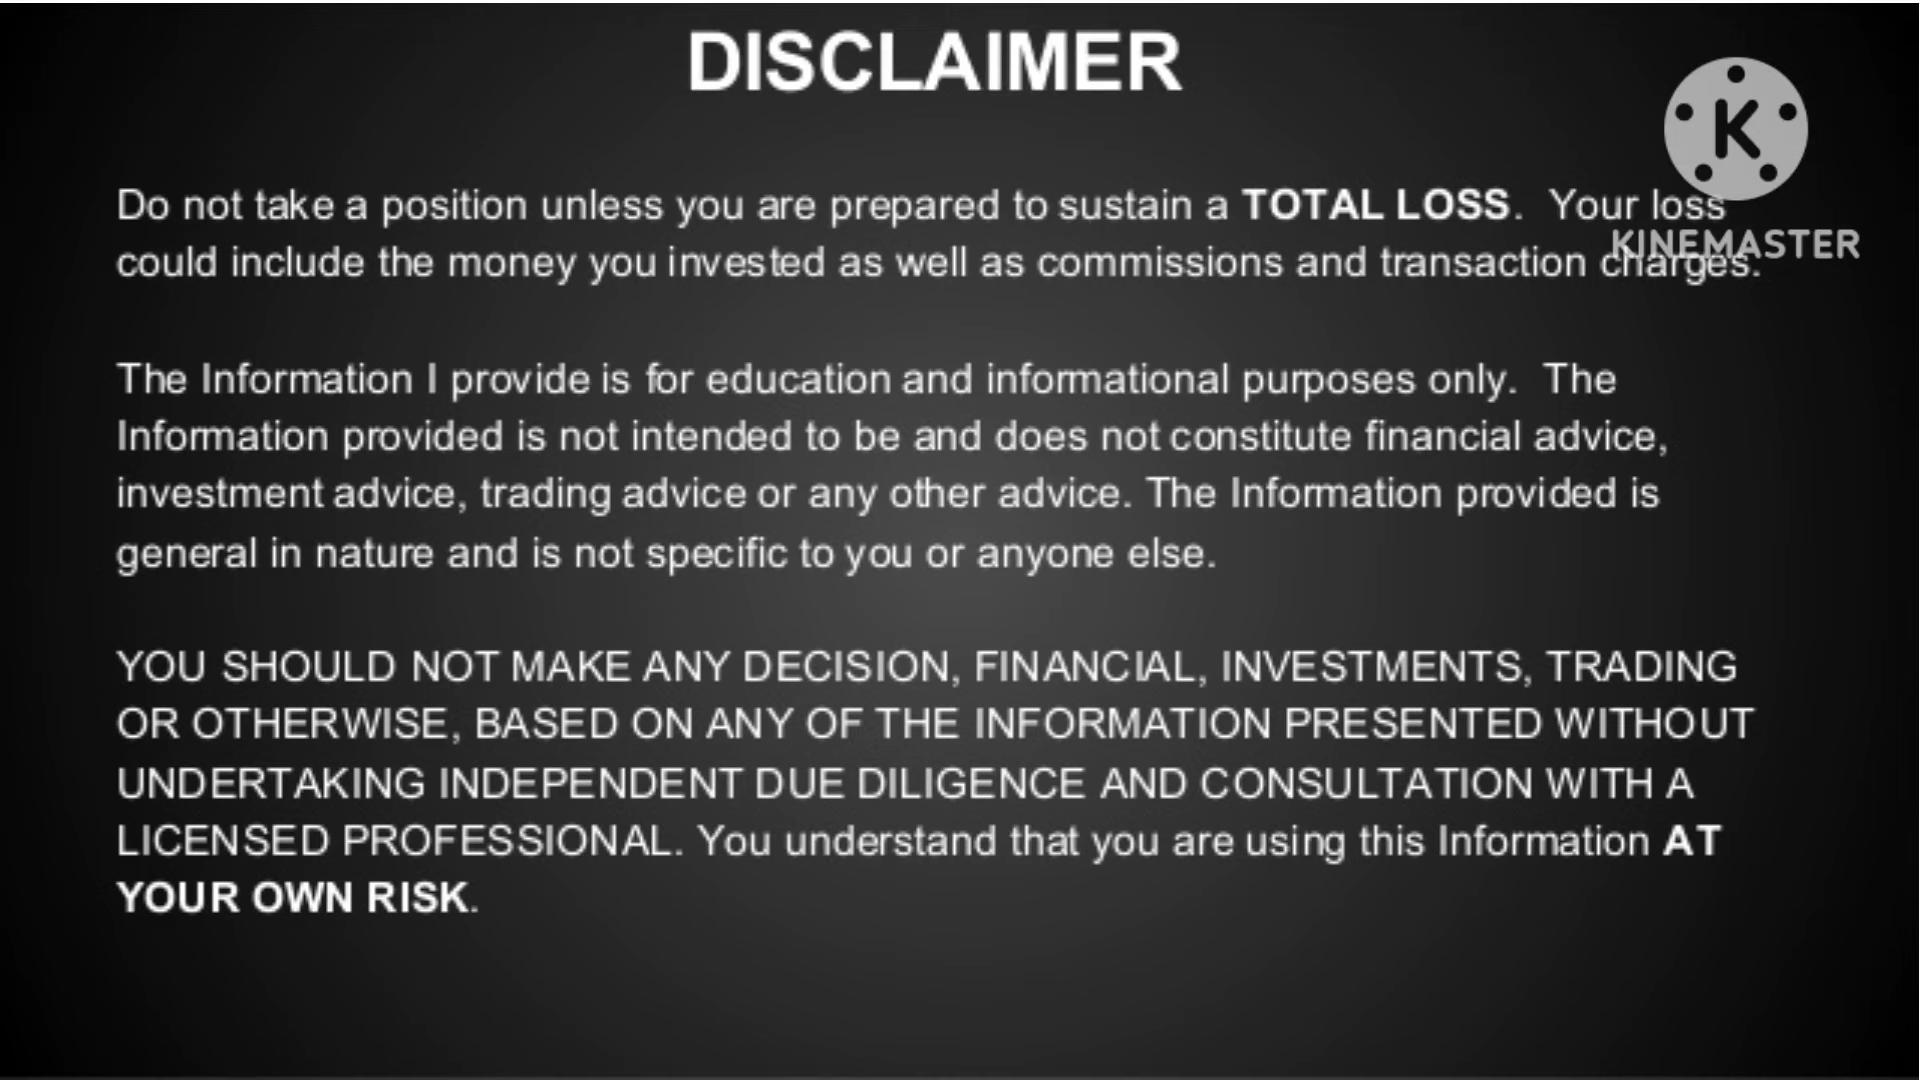 DISCLAIMER
K
KINEMASTER
Do not take a position unless you are prepared to sustain a TOTAL LOSS. Your loss
could include the money you invested as well as commissions and transaction charges.
The Information I provide is for education and informational purposes only. The
Information provided is not intended to be and does not constitute financial advice,
investment advice, trading advice or any other advice. The Information provided is
general in nature and is not specific to you or anyone else.
YOU SHOULD NOT MAKE ANY DECISION, FINANCIAL, INVESTMENTS, TRADING
OR OTHERWISE, BASED ON ANY OF THE INFORMATION PRESENTED WITHOUT
UNDERTAKING INDEPENDENT DUE DILIGENCE AND CONSULTATION WITH A
LICENSED PROFESSIONAL. You understand that you are using this Information AT
YOUR OWN RISK.